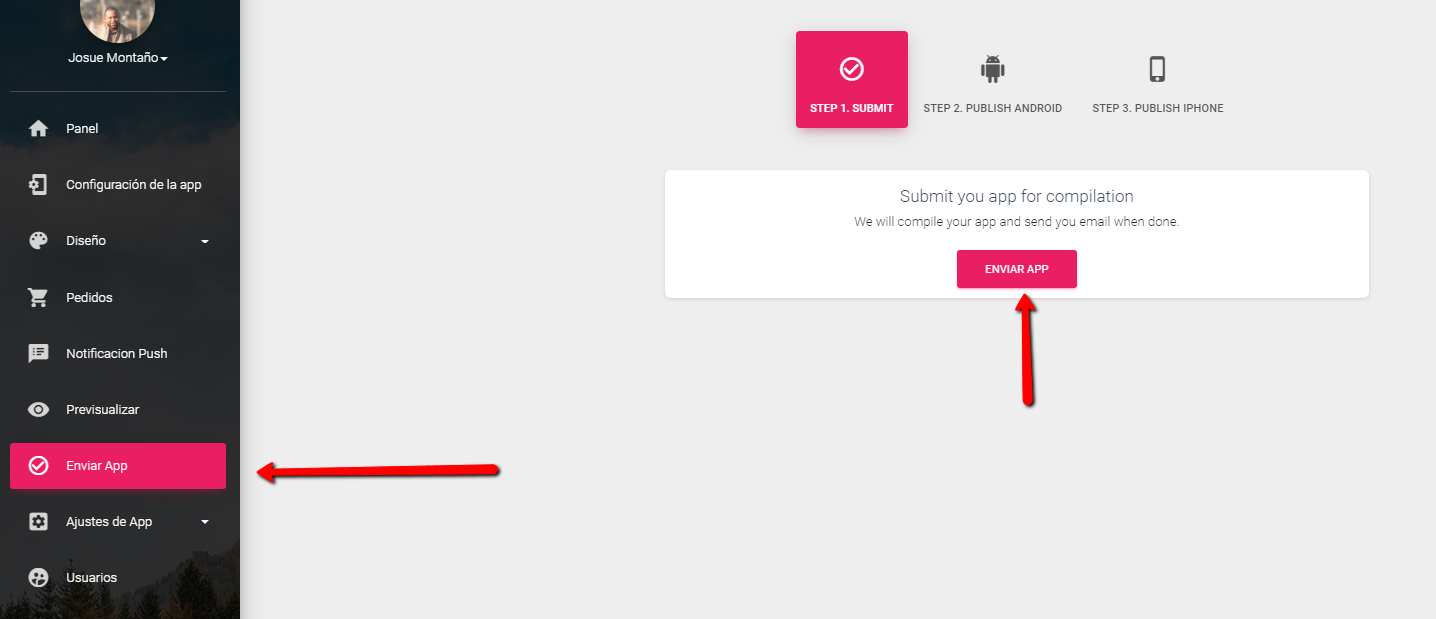 Josue Montaño
Panel
Configuración de la app
Diseño
Pedidos
Notificacion Push
Previsualizar
Enviar App
Ajustes de App
Usuarios
STEP 1. SUBMIT
STEP 2. PUBLISH ANDROID
STEP 3. PUBLISH IPHONE
Submit you app for compilation
We will compile your app and send you email when done.
ENVIAR APP